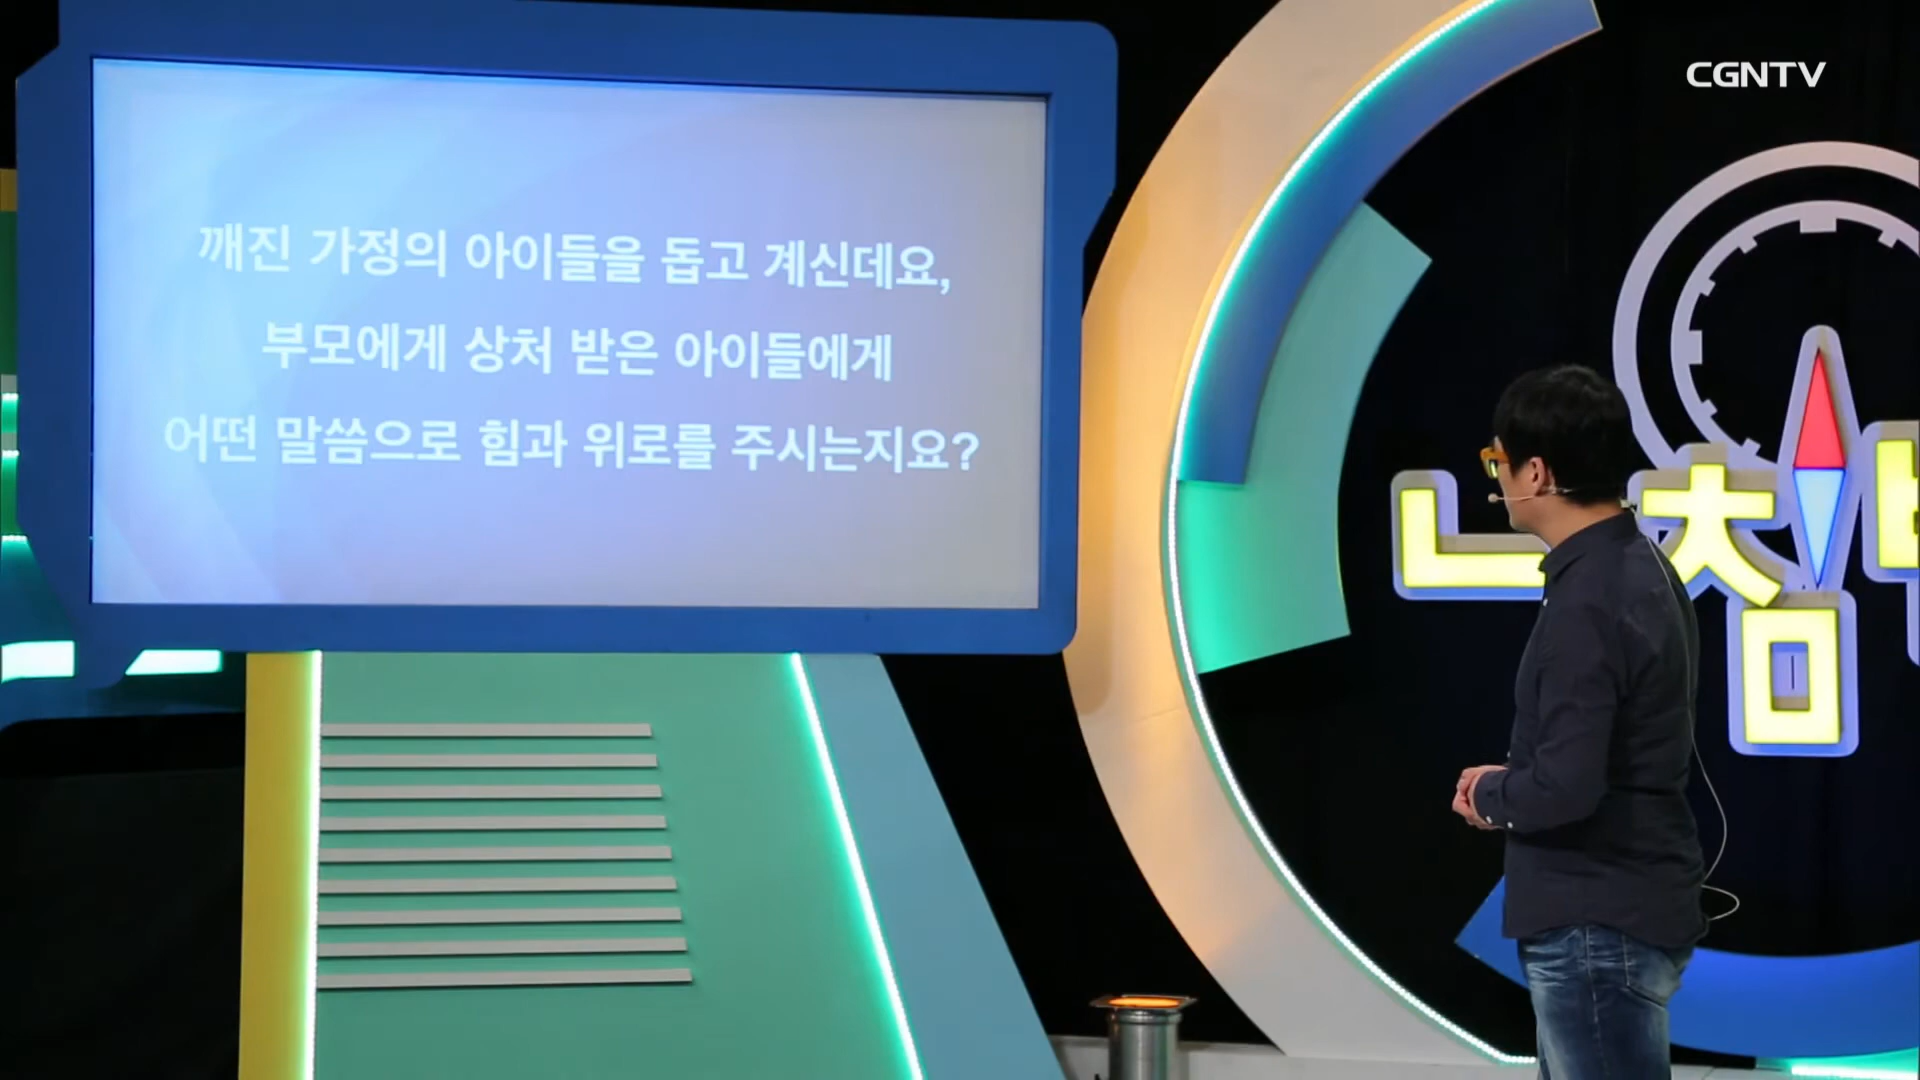 CGNTV
깨진 가정의 아이들을 돕고 계신데요,
부모에게 상처 받은 아이들에게
어떤 말씀으로 힘과 위로를 주시는지요?